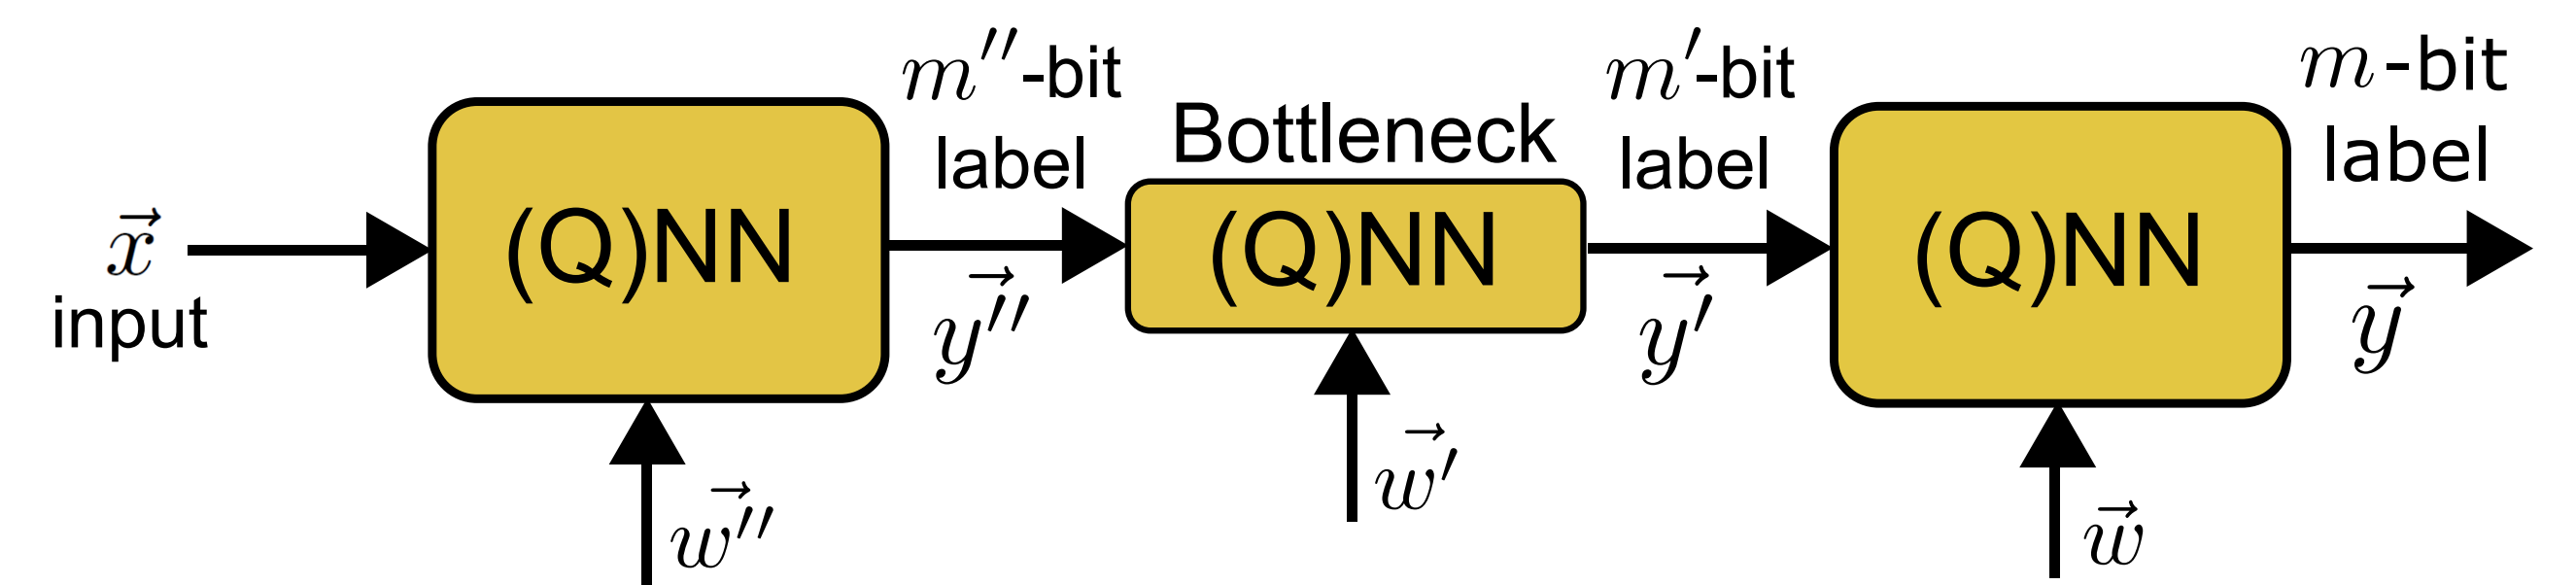 m''-bit
label
m'-bit
label
m-bit
label
Bottleneck
(Q)NN
(Q)NN
(Q)NN
x⃗
input
y⃗''
y⃗'
y⃗
w⃗''
w⃗'
w⃗